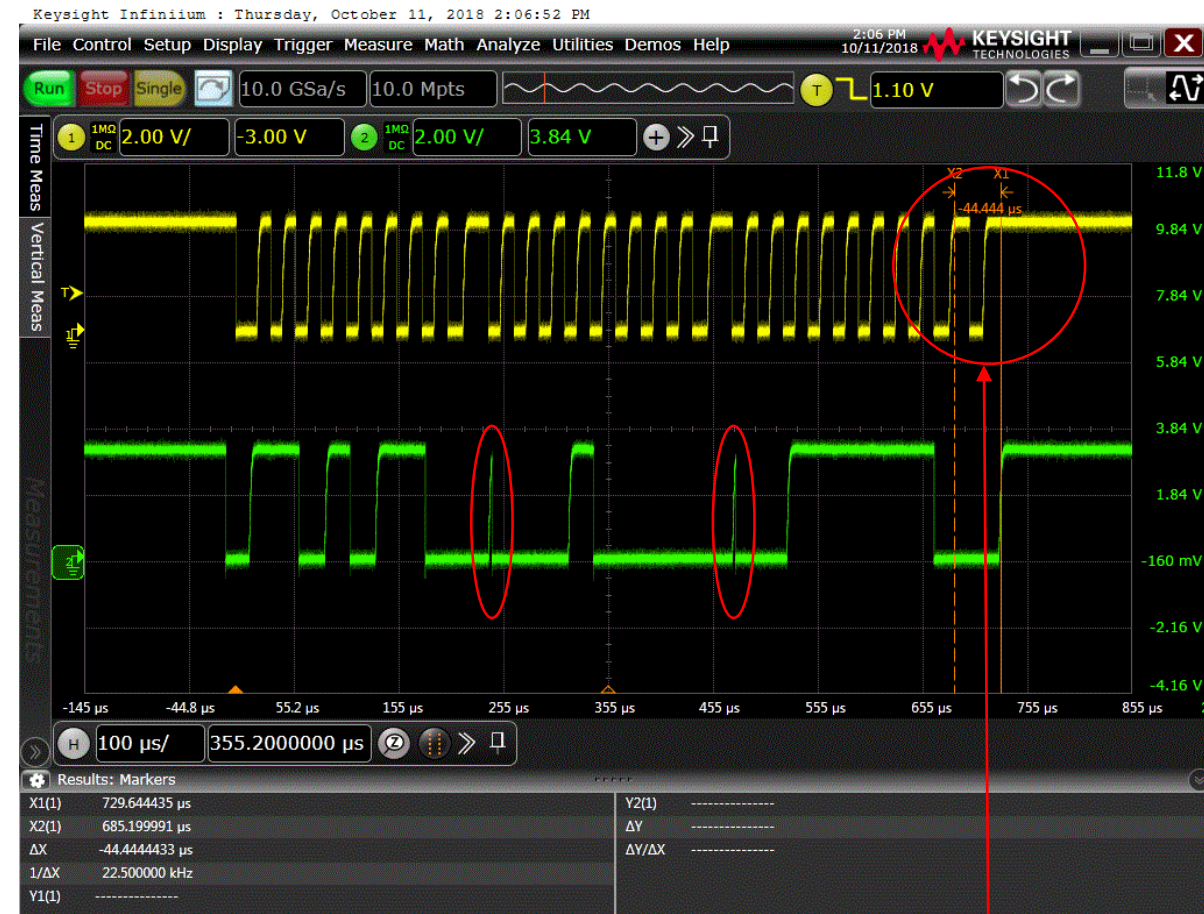 Keysight Infiniium : Thursday, October 11, 2018 2:06:52 PM
File Control Setup Display Trigger Measure Math Analyze Utilities Demos Help
2:06 PM
10/11/2018
KEYSIGHT
TECHNOLOGIES
Run Stop Single 10.0 GSa/s 10.0 Mpts T 1.10 V
1 1MΩ DC 2.00 V/ -3.00 V 2 1MΩ DC 2.00 V/ 3.84 V
Time Meas
Vertical Meas
Measurements
X2 X1
-44.444 µs
11.8 V
9.84 V
T
7.84 V
1
5.84 V
3.84 V
1.84 V
2
-160 mV
-2.16 V
-4.16 V
-145 µs -44.8 µs 55.2 µs 155 µs 255 µs 355 µs 455 µs 555 µs 655 µs 755 µs 855 µs 2
H 100 µs/ 355.2000000 µs Z
Results: Markers
X1(1) 729.644435 µs Y2(1) ---------------
X2(1) 685.199991 µs ΔY ---------------
ΔX -44.4444433 µs ΔY/ΔX ---------------
1/ΔX 22.500000 kHz
Y1(1) ---------------